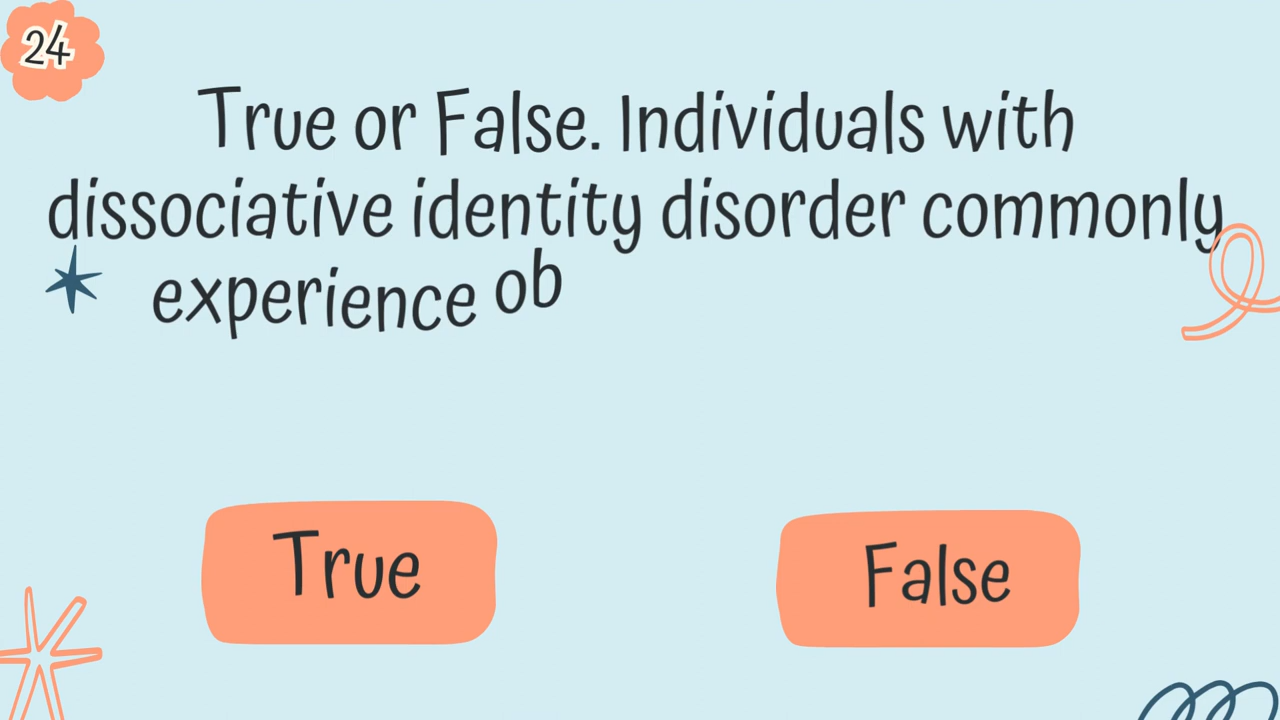 24
True or False. Individuals with
dissociative identity disorder commonly
experience ob
True
False